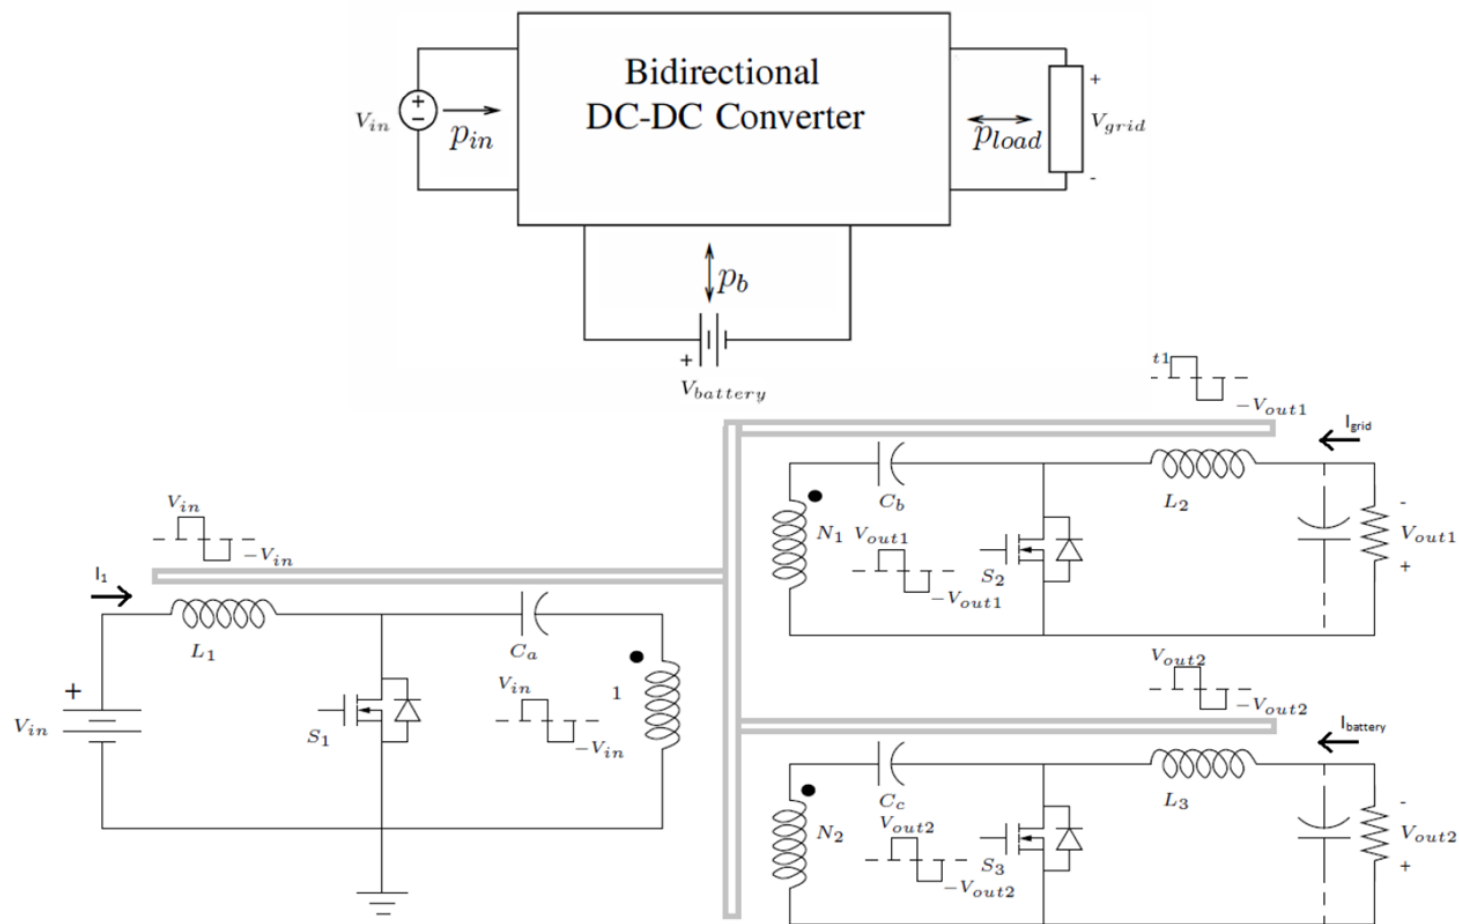 Bidirectional
DC-DC Converter
V_in
+
−
p_in
p_load
+
V_grid
-
p_b
+
V_battery
t1
−V_out1
I_grid
C_b
L_2
N_1
V_out1
−V_out1
S_2
-
V_out1
+
V_in
−V_in
I_1
L_1
C_a
+
V_in
S_1
V_in
−V_in
1
V_out2
−V_out2
I_battery
C_c
L_3
N_2
V_out2
−V_out2
S_3
-
V_out2
+